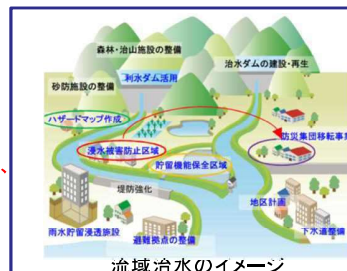 森林・治山施設の整備
治水ダムの建設・再生
利水ダム活用
砂防施設の整備
ハザードマップ作成
防災集団移転事業
浸水被害防止区域
貯留機能保全区域
堤防強化
地区計画
雨水貯留浸透施設
避難拠点の整備
下水道整備
流域治水のイメージ
、